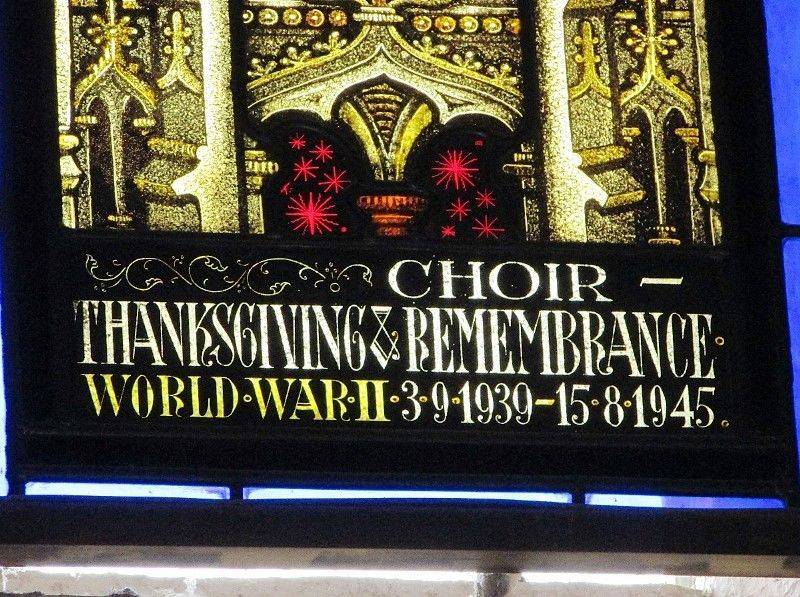 CHOIR –
THANKSGIVING & REMEMBRANCE·
WORLD·WAR·II·3·9·1939–15·8·1945.